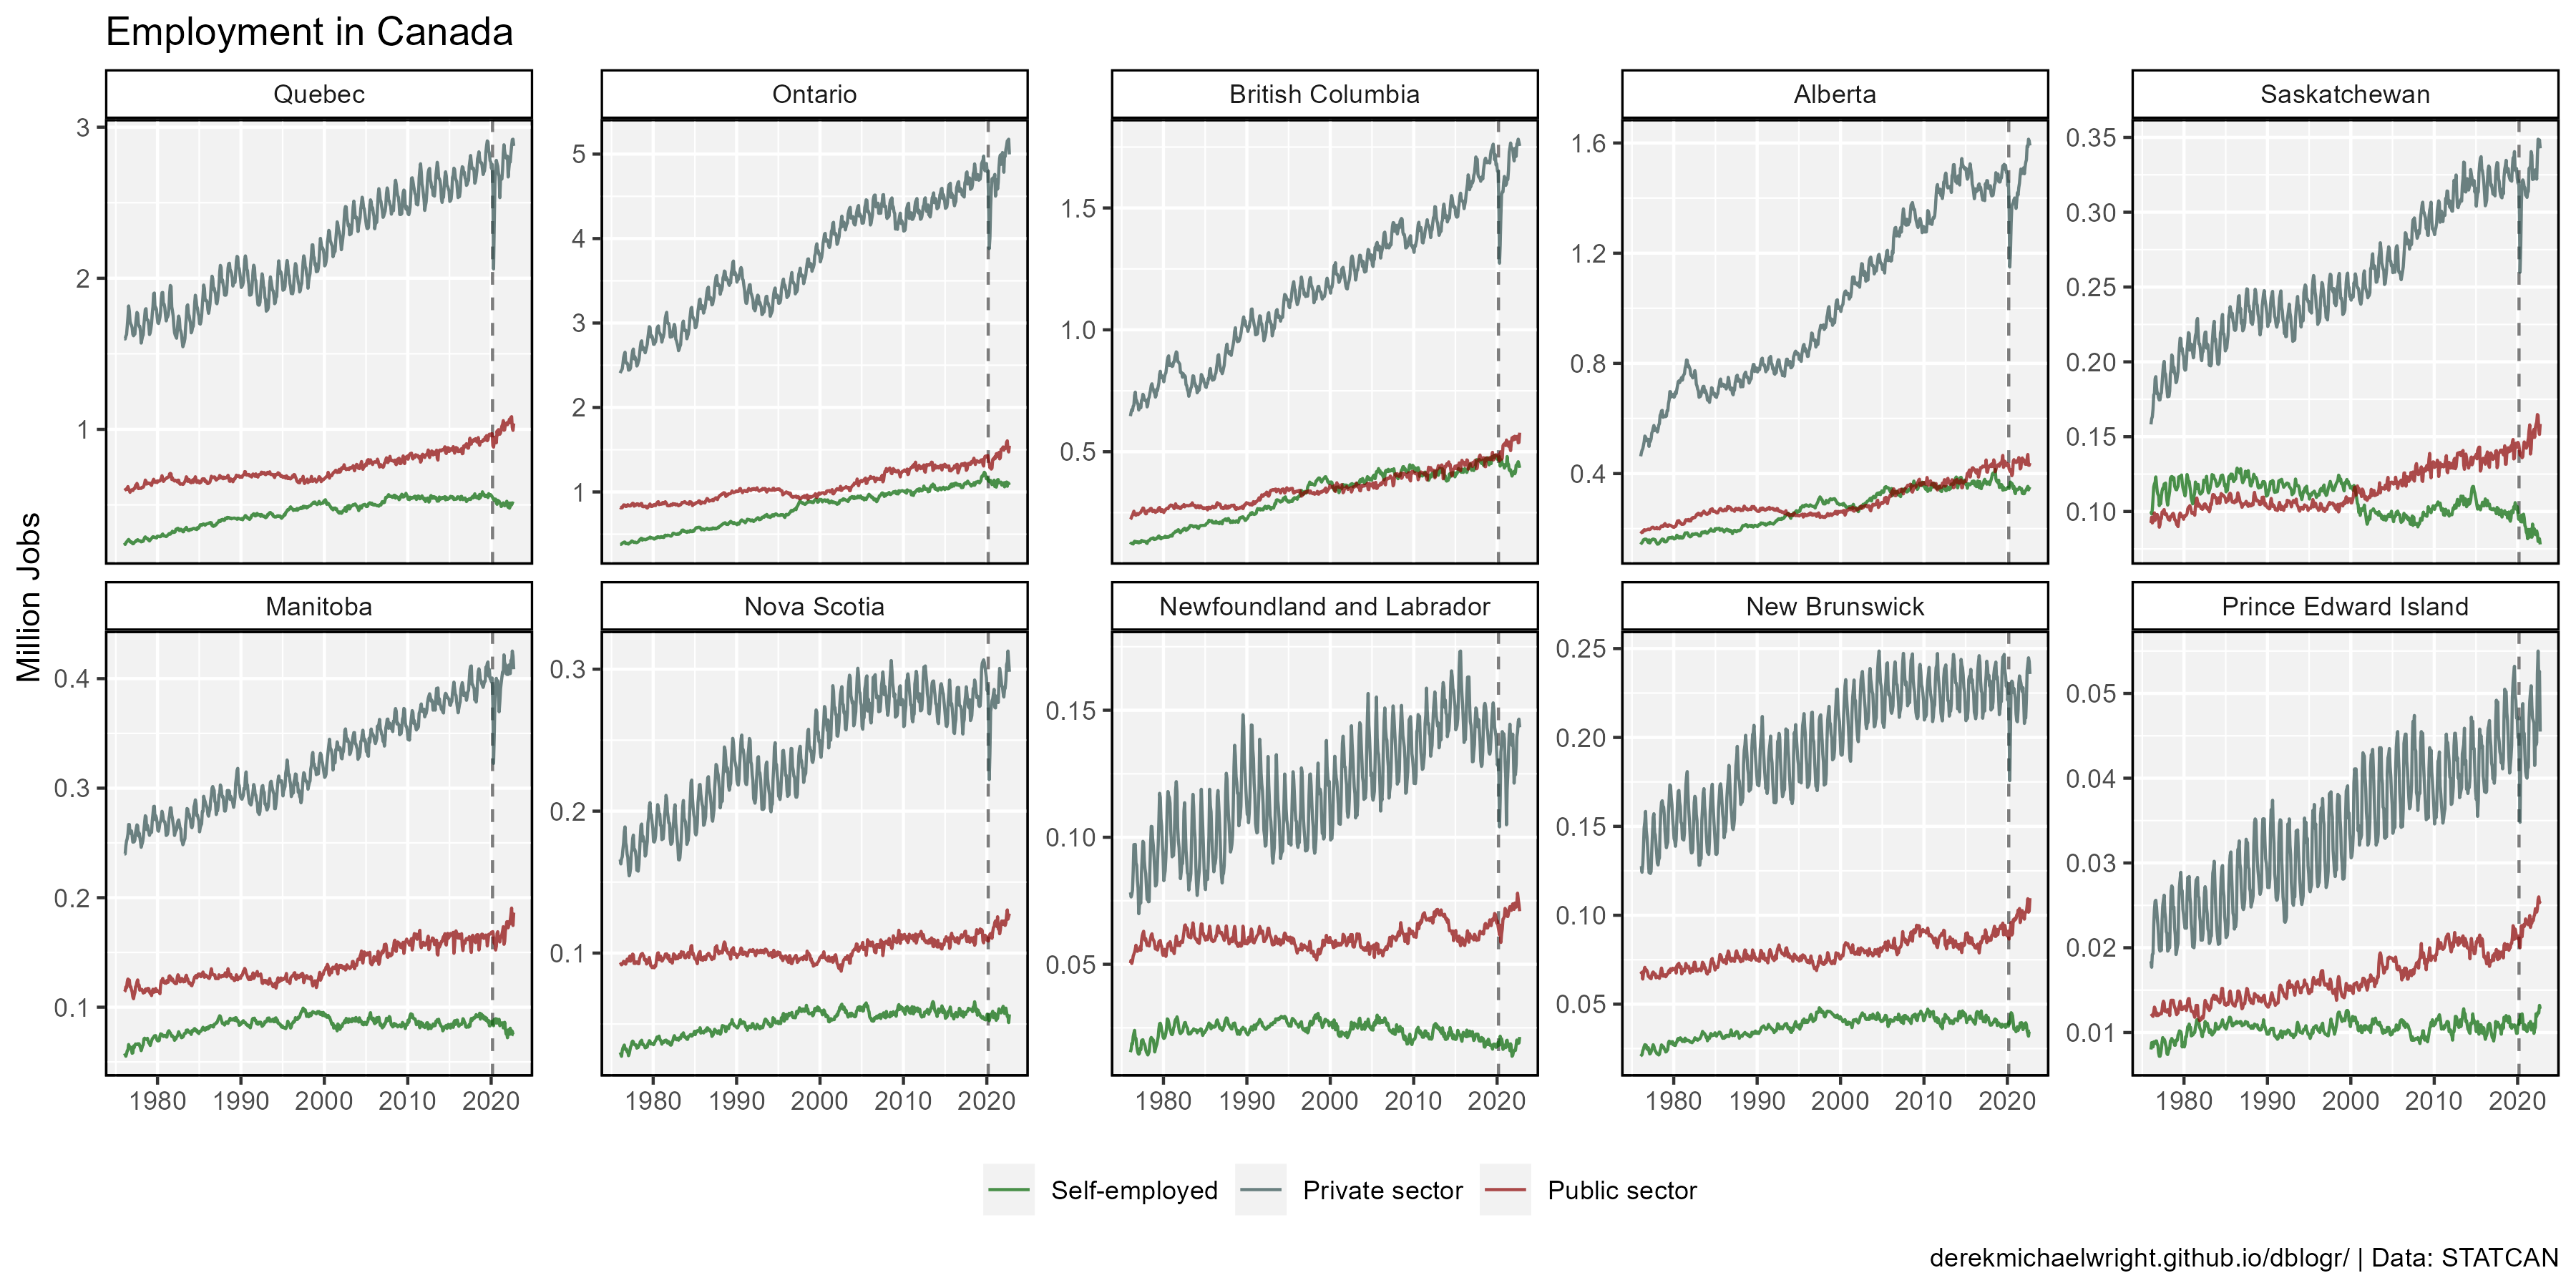 Employment in Canada
Quebec
Ontario
British Columbia
Alberta
Saskatchewan
3
2
1
5
4
3
2
1
1.5
1.0
0.5
1.6
1.2
0.8
0.4
0.35
0.30
0.25
0.20
0.15
0.10
Million Jobs
Manitoba
Nova Scotia
Newfoundland and Labrador
New Brunswick
Prince Edward Island
0.4
0.3
0.2
0.1
0.3
0.2
0.1
0.15
0.10
0.05
0.25
0.20
0.15
0.10
0.05
0.05
0.04
0.03
0.02
0.01
1980 1990 2000 2010 2020
1980 1990 2000 2010 2020
1980 1990 2000 2010 2020
1980 1990 2000 2010 2020
1980 1990 2000 2010 2020
Self-employed Private sector Public sector
derekmichaelwright.github.io/dblogr/ | Data: STATCAN